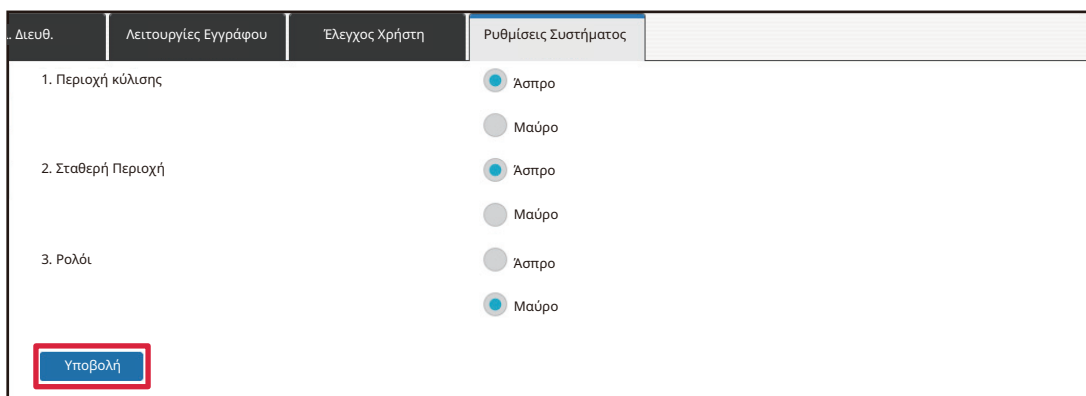 .. Διευθ. Λειτουργίες Εγγράφου Έλεγχος Χρήστη Ρυθμίσεις Συστήματος
1. Περιοχή κύλισης Άσπρο
Μαύρο
2. Σταθερή Περιοχή Άσπρο
Μαύρο
3. Ρολόι Άσπρο
Μαύρο
Υποβολή